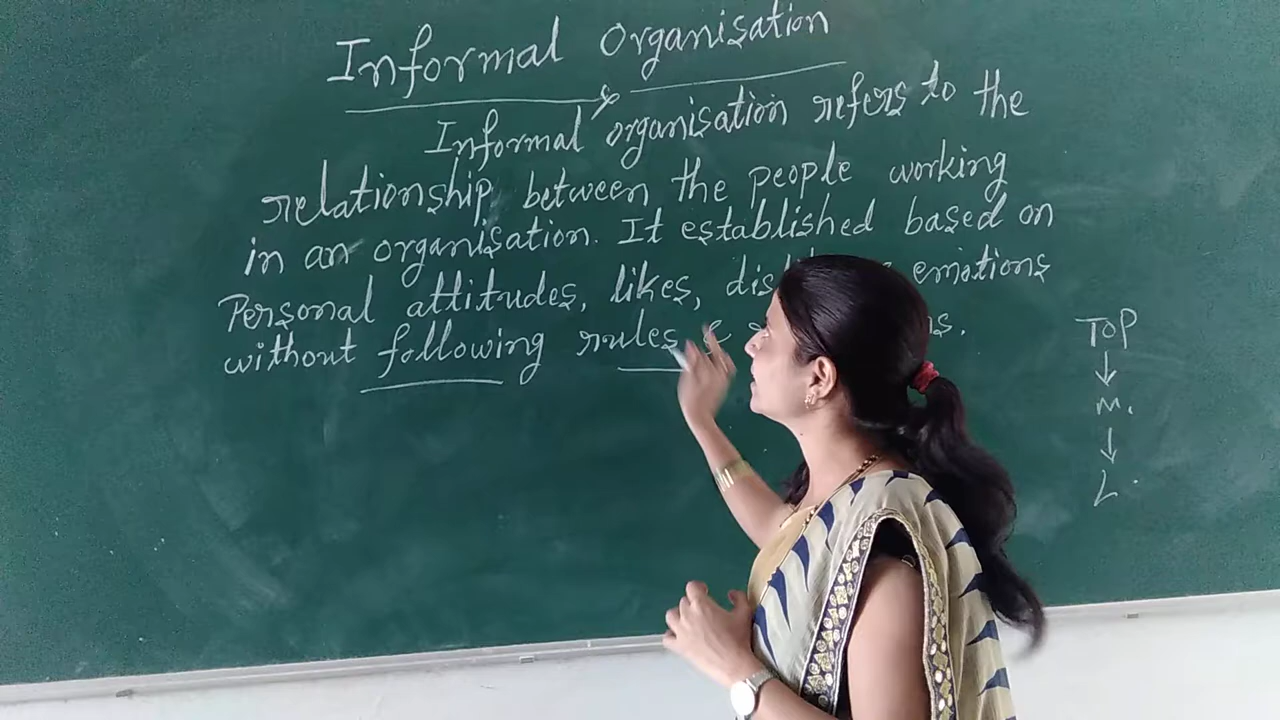 Informal Organisation
Informal organisation refers to the
relationship between the people working
in an organisation. It established based on
Personal attitudes, likes, emotions
without following rules &
TOP
↓
M.
↓
L.